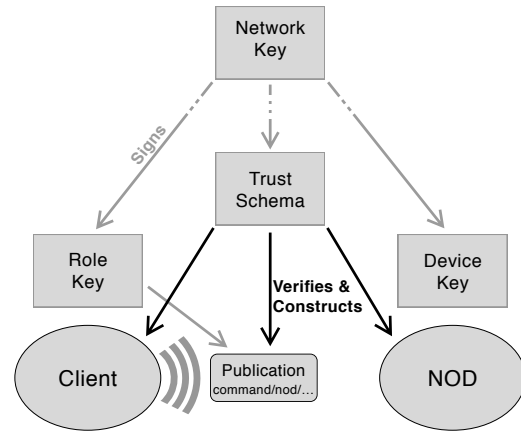 Network
Key
Signs
Trust
Schema
Role
Key
Verifies &
Constructs
Device
Key
Client
Publication
command/nod/...
NOD